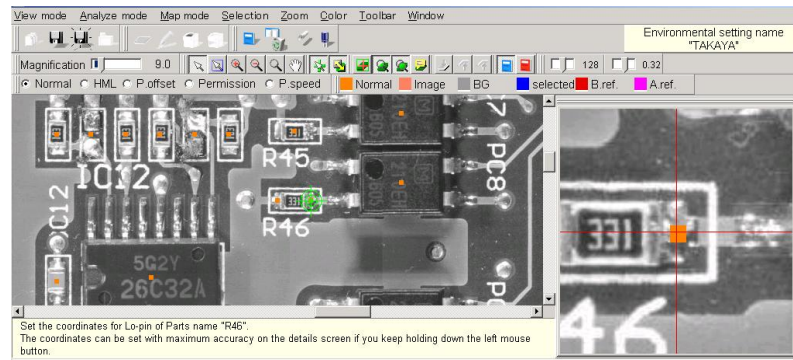 View mode Analyze mode Map mode Selection Zoom Color Toolbar Window
Environmental setting name
"TAKAYA"
Magnification 9.0 128 0.32
Normal HML P.offset Permission P.speed Normal Image BG selected B.ref. A.ref.
331
R45
IC12
PC8
331
R46
5G2Y
26C32A
331
46
Set the coordinates for Lo-pin of Parts name "R46".
The coordinates can be set with maximum accuracy on the details screen if you keep holding down the left mouse
button.